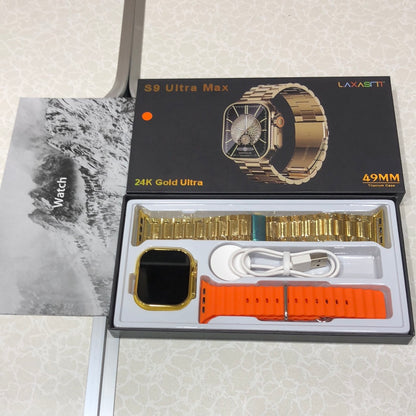 S9 Ultra Max
LAXASFIT
24K Gold Ultra
49MM
Titanium Case
Watch